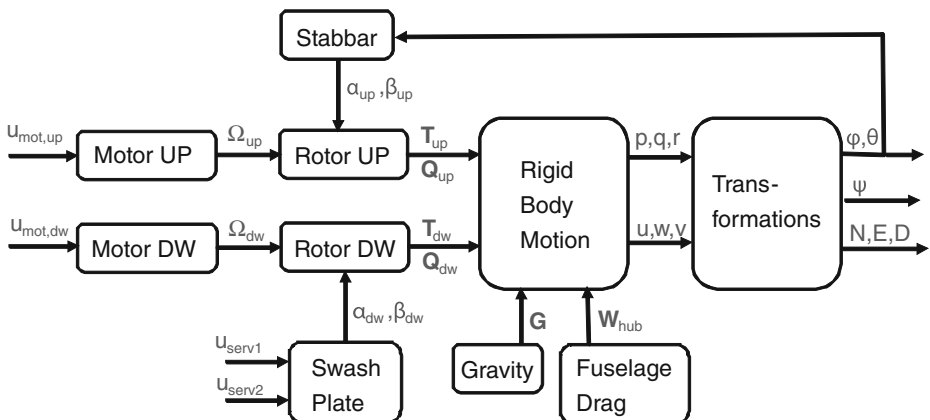 Stabbar
α_up ,β_up
u_mot,up
Motor UP
Ω_up
Rotor UP
T_up
Q_up
u_mot,dw
Motor DW
Ω_dw
Rotor DW
T_dw
Q_dw
Rigid
Body
Motion
p,q,r
u,w,v
Trans-
formations
φ,θ
ψ
N,E,D
α_dw ,β_dw
u_serv1
u_serv2
Swash
Plate
G
Gravity
W_hub
Fuselage
Drag